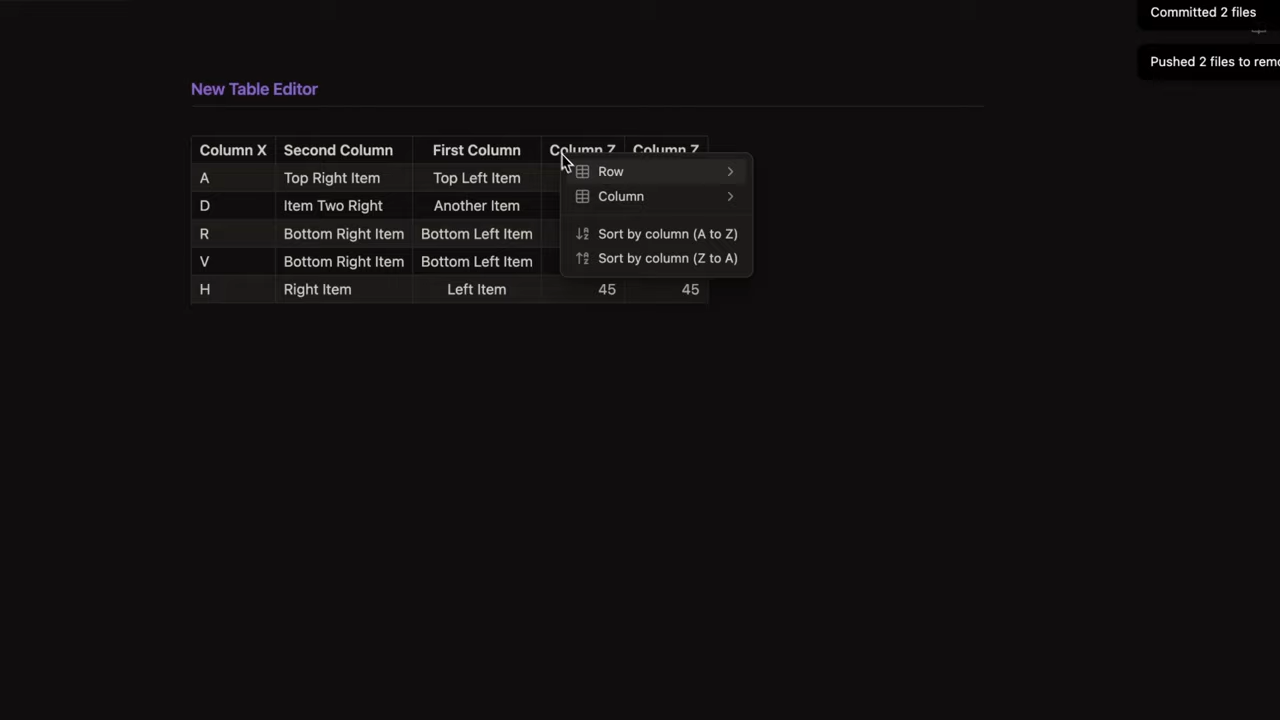 Committed 2 files
Pushed 2 files to
New Table Editor
Column X Second Column First Column Column Z Column Z
A Top Right Item Top Left Item
D Item Two Right Another Item
R Bottom Right Item Bottom Left Item
V Bottom Right Item Bottom Left Item
H Right Item Left Item 45 45
Row
Column
Sort by column (A to Z)
Sort by column (Z to A)